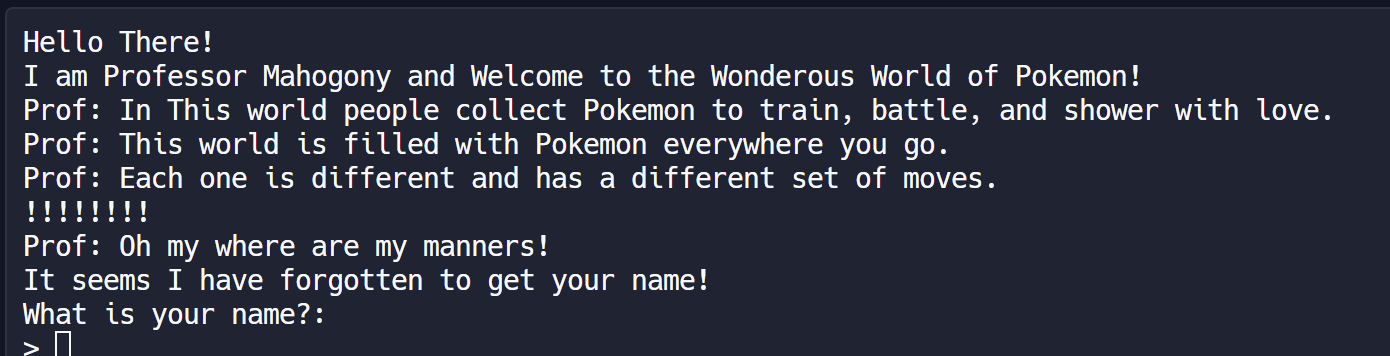 Hello There!
I am Professor Mahogony and Welcome to the Wonderous World of Pokemon!
Prof: In This world people collect Pokemon to train, battle, and shower with love.
Prof: This world is filled with Pokemon everywhere you go.
Prof: Each one is different and has a different set of moves.
!!!!!!!!
Prof: Oh my where are my manners!
It seems I have forgotten to get your name!
What is your name?:
>